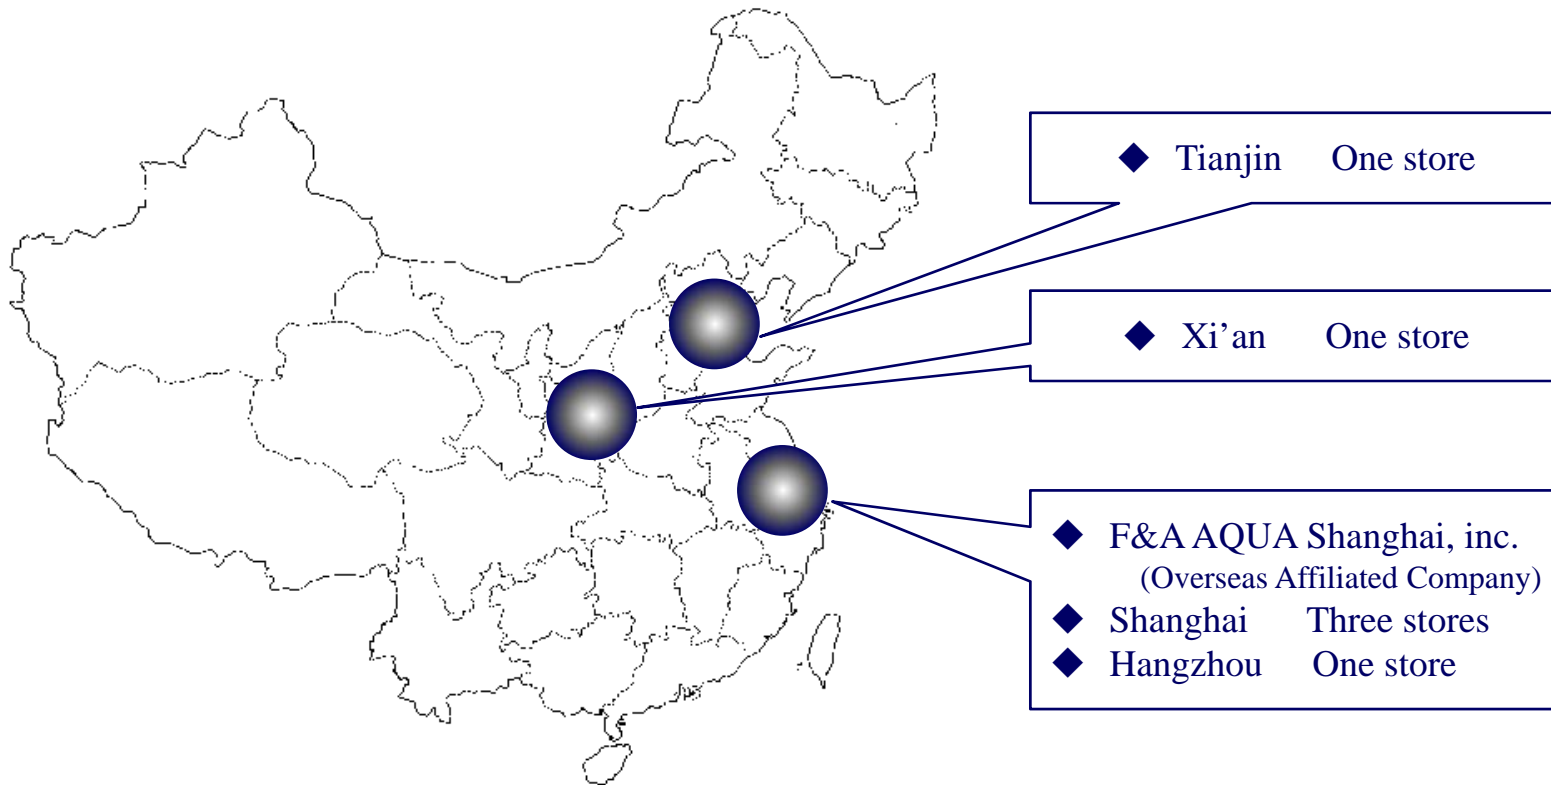 ◆ Tianjin One store
◆ Xi’an One store
◆ F&A AQUA Shanghai, inc.
(Overseas Affiliated Company)
◆ Shanghai Three stores
◆ Hangzhou One store